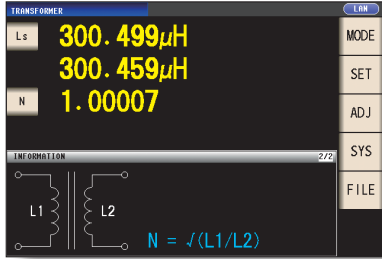 TRANSFORMER
LAN
Ls 300.499μH
300.459μH
N 1.00007
MODE
SET
ADJ
SYS
FILE
INFORMATION 2/2
L1 L2
N = √(L1/L2)